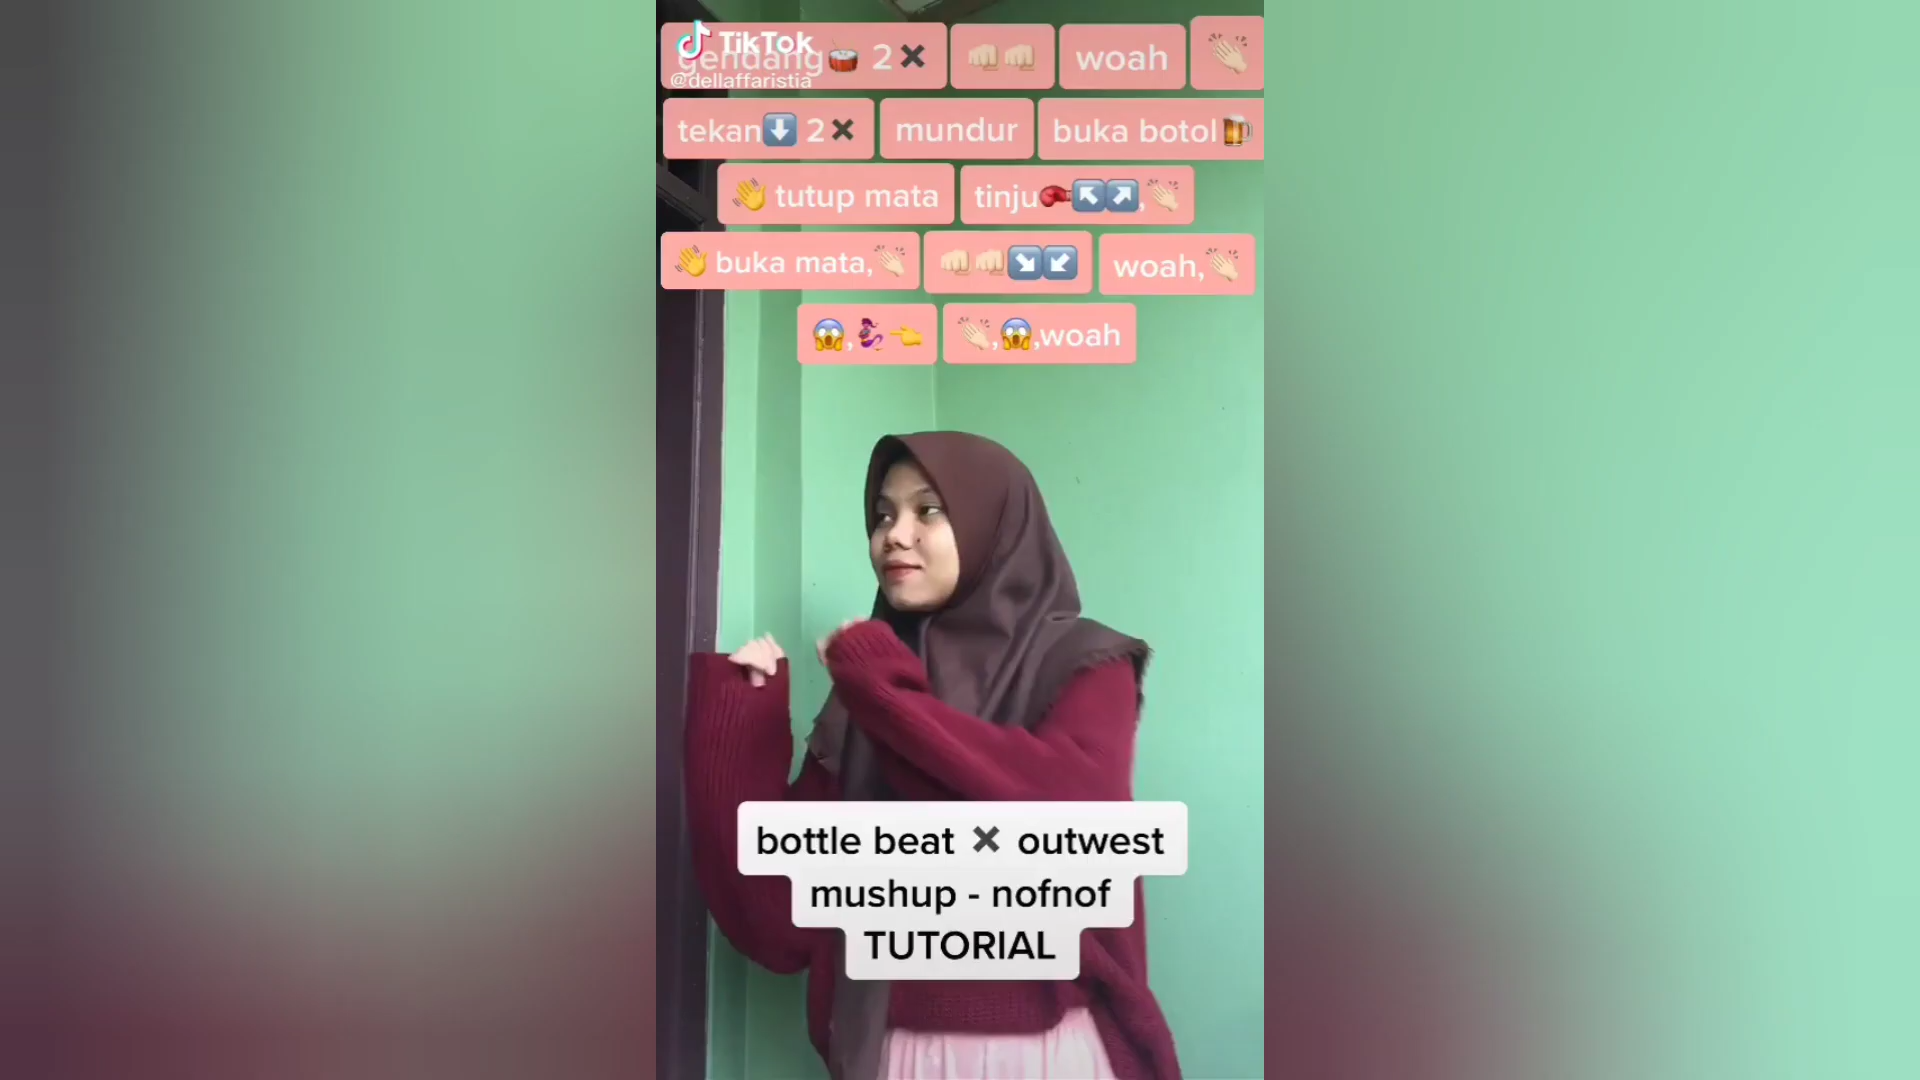 TikTok
@dellaffaristia
gendang🥁 2✖ 👊🏻👊🏻 woah 👏🏻
tekan⬇️ 2✖ mundur buka botol🍺
👋 tutup mata tinju🥊↖️↗️,👏🏻
👋 buka mata,👏🏻 👊🏻👊🏻↘️↙️ woah,👏🏻
😱,🧜‍♀️👈 👏🏻,😱,woah
bottle beat ✖ outwest
mushup - nofnof
TUTORIAL